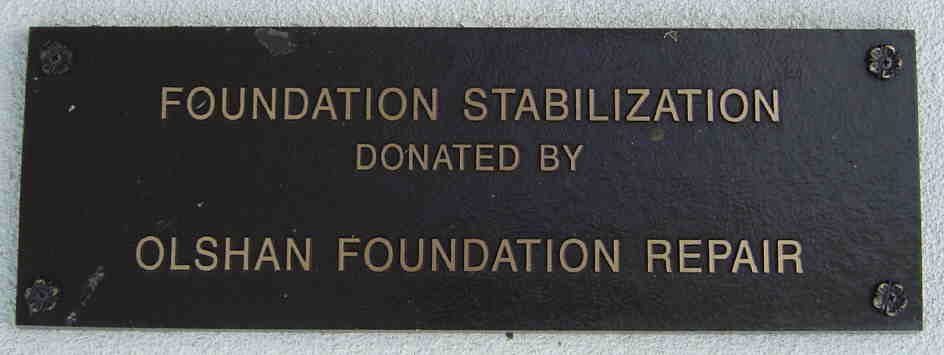 FOUNDATION STABILIZATION
DONATED BY
OLSHAN FOUNDATION REPAIR